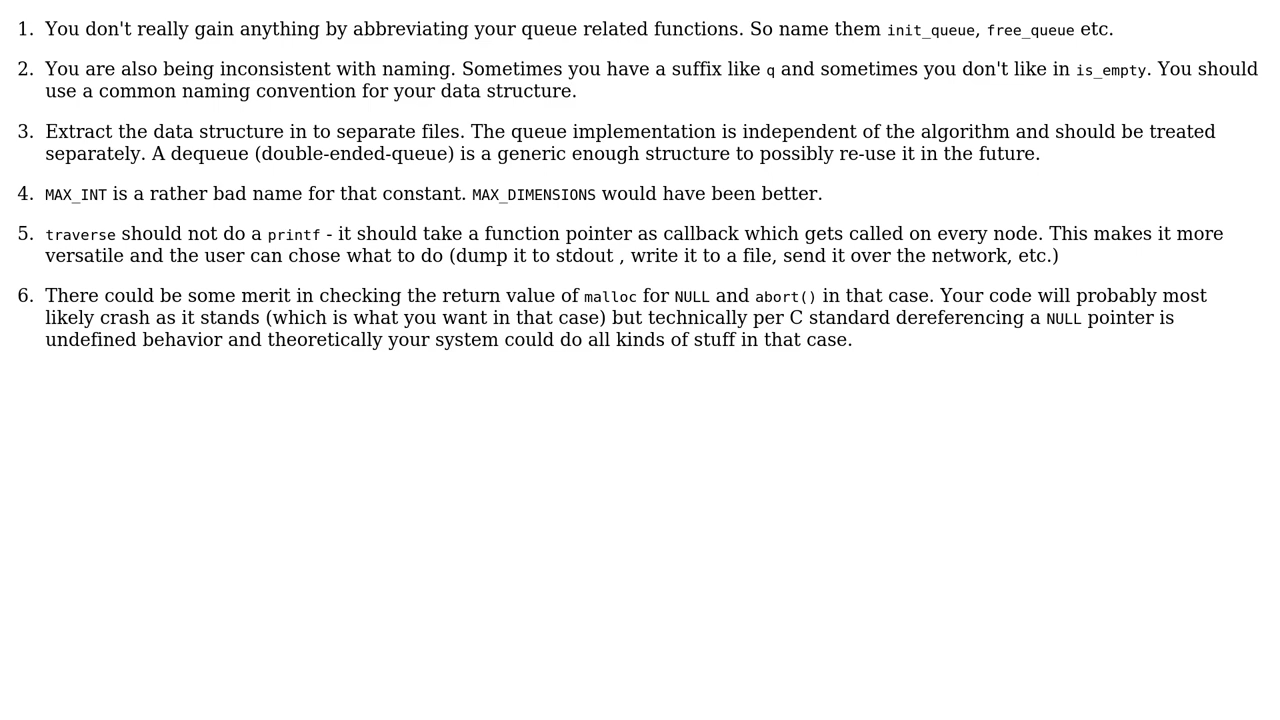 1. You don't really gain anything by abbreviating your queue related functions. So name them init_queue, free_queue etc.
2. You are also being inconsistent with naming. Sometimes you have a suffix like q and sometimes you don't like in is_empty. You should
use a common naming convention for your data structure.
3. Extract the data structure in to separate files. The queue implementation is independent of the algorithm and should be treated
separately. A dequeue (double-ended-queue) is a generic enough structure to possibly re-use it in the future.
4. MAX_INT is a rather bad name for that constant. MAX_DIMENSIONS would have been better.
5. traverse should not do a printf - it should take a function pointer as callback which gets called on every node. This makes it more
versatile and the user can chose what to do (dump it to stdout , write it to a file, send it over the network, etc.)
6. There could be some merit in checking the return value of malloc for NULL and abort() in that case. Your code will probably most
likely crash as it stands (which is what you want in that case) but technically per C standard dereferencing a NULL pointer is
undefined behavior and theoretically your system could do all kinds of stuff in that case.